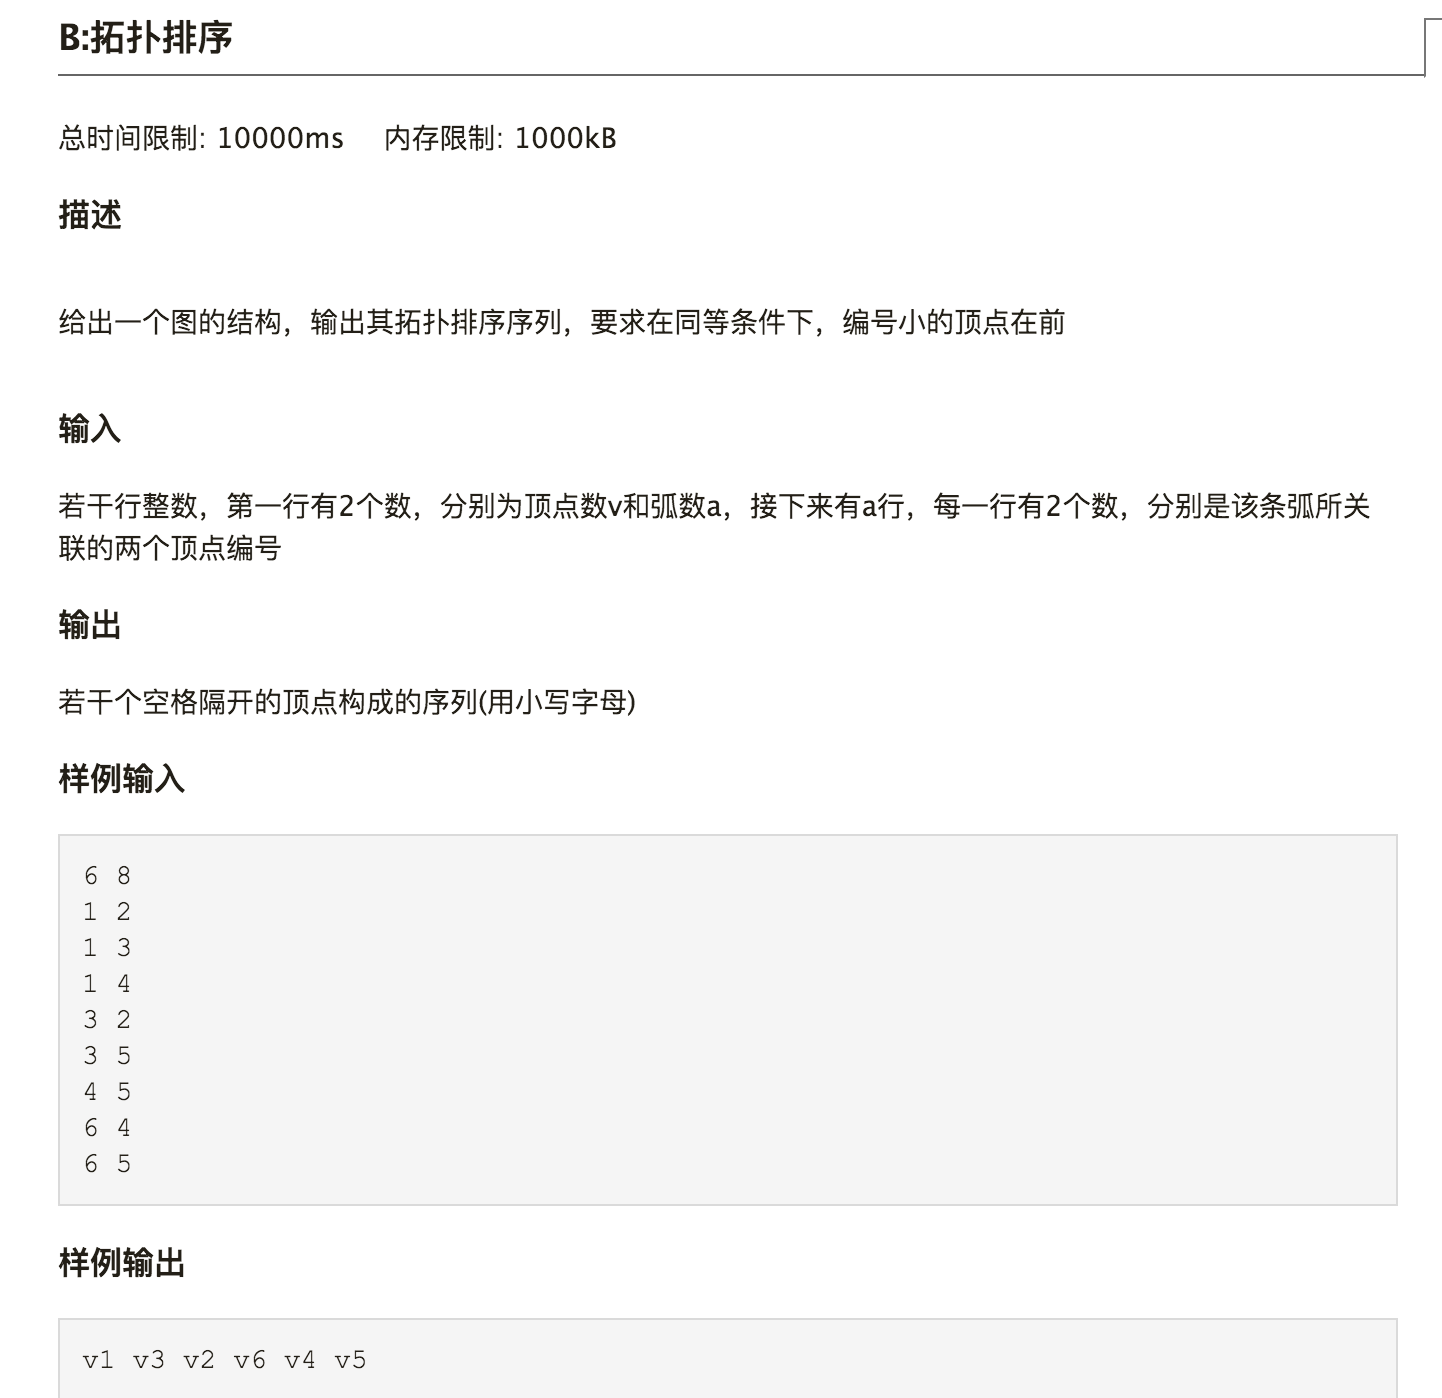 B:拓扑排序
总时间限制: 10000ms 内存限制: 1000kB
描述
给出一个图的结构，输出其拓扑排序序列，要求在同等条件下，编号小的顶点在前
输入
若干行整数，第一行有2个数，分别为顶点数v和弧数a，接下来有a行，每一行有2个数，分别是该条弧所关
联的两个顶点编号
输出
若干个空格隔开的顶点构成的序列(用小写字母)
样例输入
6 8
1 2
1 3
1 4
3 2
3 5
4 5
6 4
6 5
样例输出
v1 v3 v2 v6 v4 v5